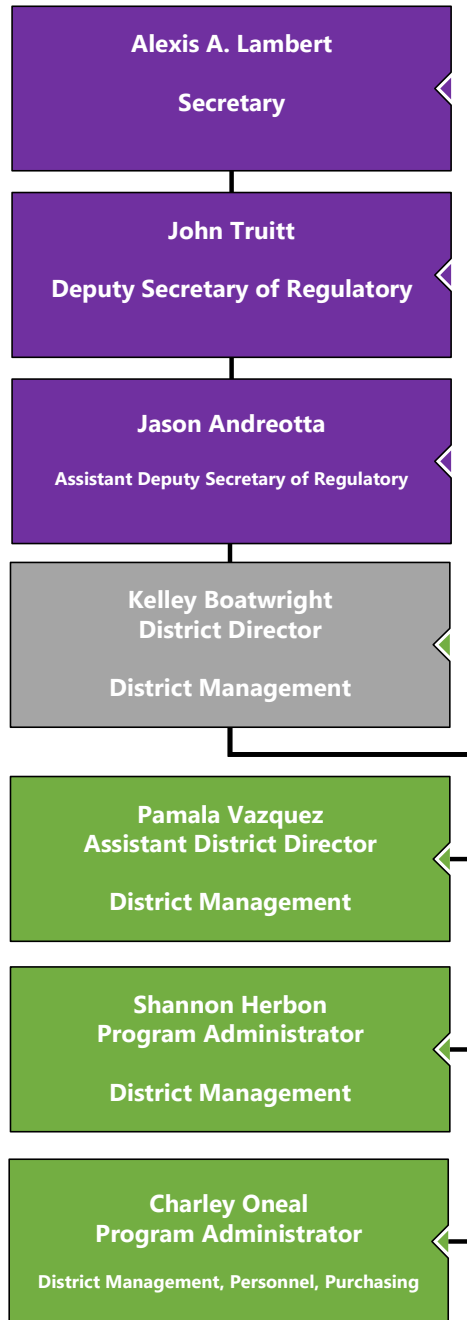 Alexis A. Lambert
Secretary
John Truitt
Deputy Secretary of Regulatory
Jason Andreotta
Assistant Deputy Secretary of Regulatory
Kelley Boatwright
District Director
District Management
Pamala Vazquez
Assistant District Director
District Management
Shannon Herbon
Program Administrator
District Management
Charley Oneal
Program Administrator
District Management, Personnel, Purchasing